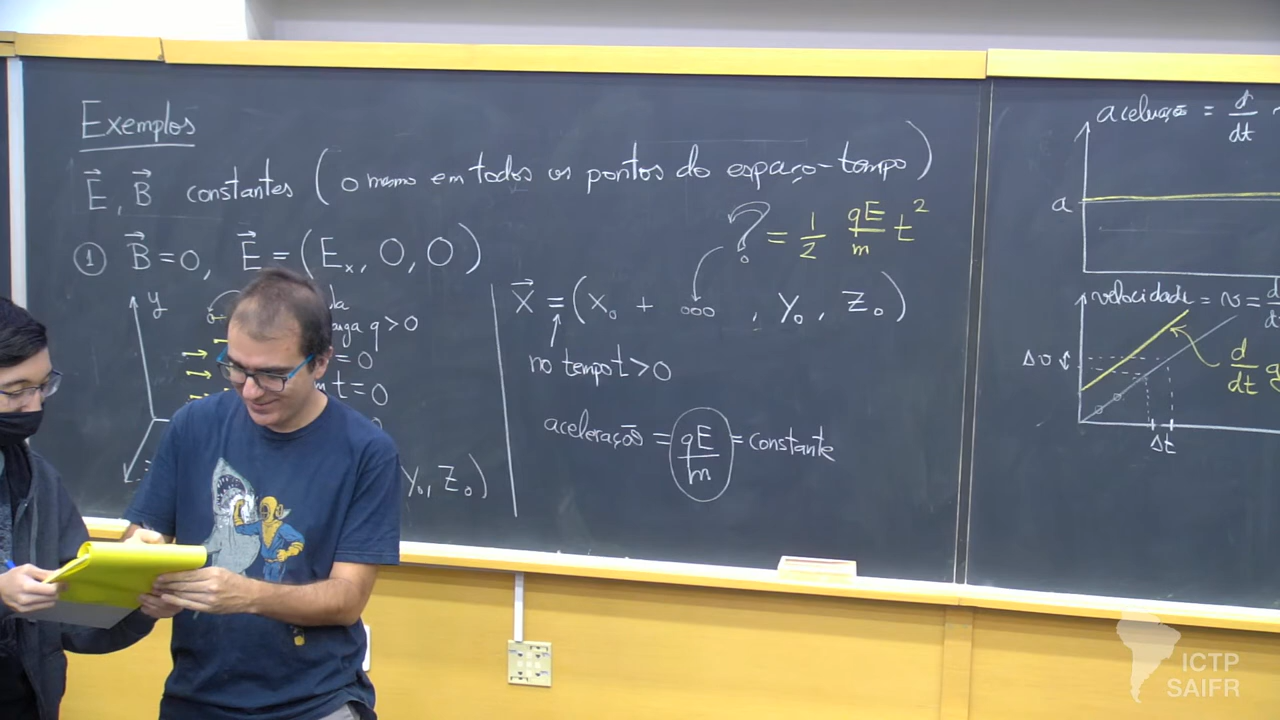 Exemplos
E⃗, B⃗ constantes (o mesmo em todos os pontos do espaço-tempo)
① B⃗=0, E⃗ = (Eₓ, 0, 0)
? = 1/2 qE/m t²
y
q > 0
= 0
t = 0
Y₀, Z₀)
X⃗ = (X₀ + ooo , Y₀, Z₀)
no tempo t > 0
aceleração = qE/m = constante
aceleração = d/dt
a
velocidade = v = d/dt
Δv
d/dt
Δt
ICTP
SAIFR